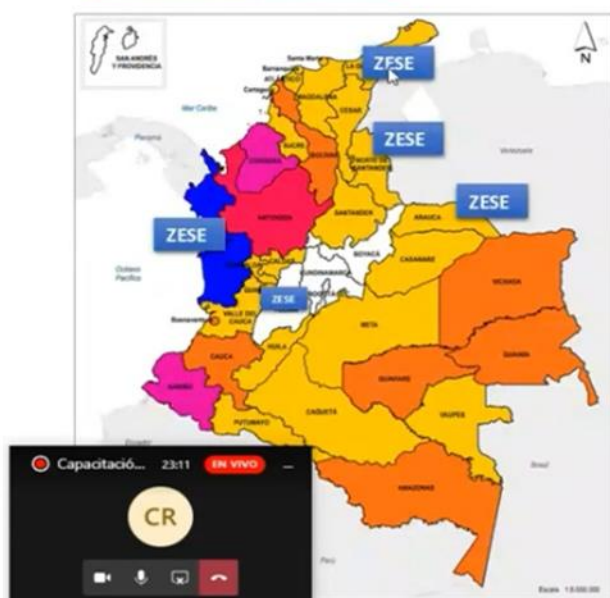 SAN ANDRÉS
Y PROVIDENCIA
N
Santa Marta
ZESE
Barranquilla
ATLÁNTICO
Cartagena
MAGDALENA
CESAR
Mar Caribe
Panamá
SUCRE
BOLÍVAR
ZESE
NORTE DE
SANTANDER
Venezuela
CÓRDOBA
ZESE
ANTIOQUIA
SANTANDER
ARAUCA
ZESE
BOYACÁ
CASANARE
Océano
Pacífico
CALDAS
CUNDINAMARCA
VICHADA
ZESE
BOGOTÁ
Buenaventura
VALLE DEL
CAUCA
META
HUILA
CAUCA
GUAINÍA
GUAVIARE
NARIÑO
CAQUETÁ
VAUPÉS
PUTUMAYO
Ecuador
Brasil
AMAZONAS
Perú
Capacitació... 23:11 EN VIVO
CR